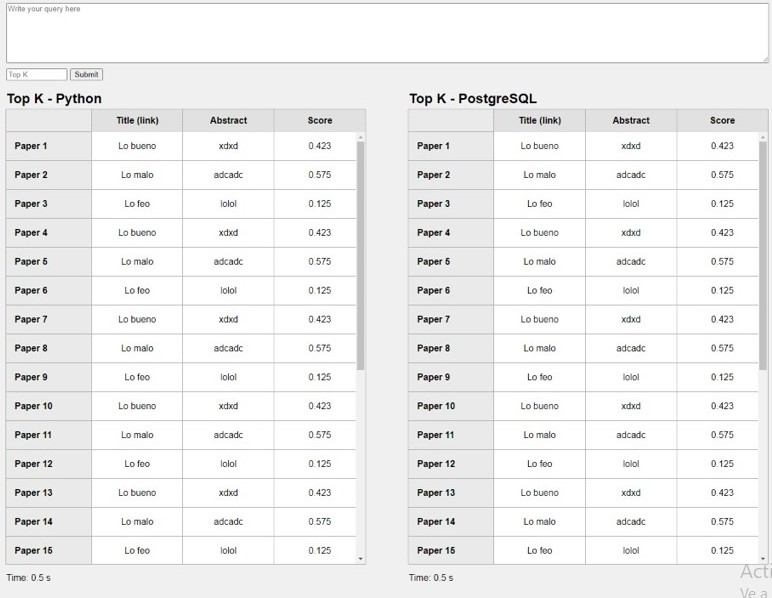 Write your query here
Top K Submit
Top K - Python
Title (link) Abstract Score
Paper 1 Lo bueno xdxd 0.423
Paper 2 Lo malo adcadc 0.575
Paper 3 Lo feo lolol 0.125
Paper 4 Lo bueno xdxd 0.423
Paper 5 Lo malo adcadc 0.575
Paper 6 Lo feo lolol 0.125
Paper 7 Lo bueno xdxd 0.423
Paper 8 Lo malo adcadc 0.575
Paper 9 Lo feo lolol 0.125
Paper 10 Lo bueno xdxd 0.423
Paper 11 Lo malo adcadc 0.575
Paper 12 Lo feo lolol 0.125
Paper 13 Lo bueno xdxd 0.423
Paper 14 Lo malo adcadc 0.575
Paper 15 Lo feo lolol 0.125
Time: 0.5 s
Top K - PostgreSQL
Title (link) Abstract Score
Paper 1 Lo bueno xdxd 0.423
Paper 2 Lo malo adcadc 0.575
Paper 3 Lo feo lolol 0.125
Paper 4 Lo bueno xdxd 0.423
Paper 5 Lo malo adcadc 0.575
Paper 6 Lo feo lolol 0.125
Paper 7 Lo bueno xdxd 0.423
Paper 8 Lo malo adcadc 0.575
Paper 9 Lo feo lolol 0.125
Paper 10 Lo bueno xdxd 0.423
Paper 11 Lo malo adcadc 0.575
Paper 12 Lo feo lolol 0.125
Paper 13 Lo bueno xdxd 0.423
Paper 14 Lo malo adcadc 0.575
Paper 15 Lo feo lolol 0.125
Time: 0.5 s
Acti
Ve a